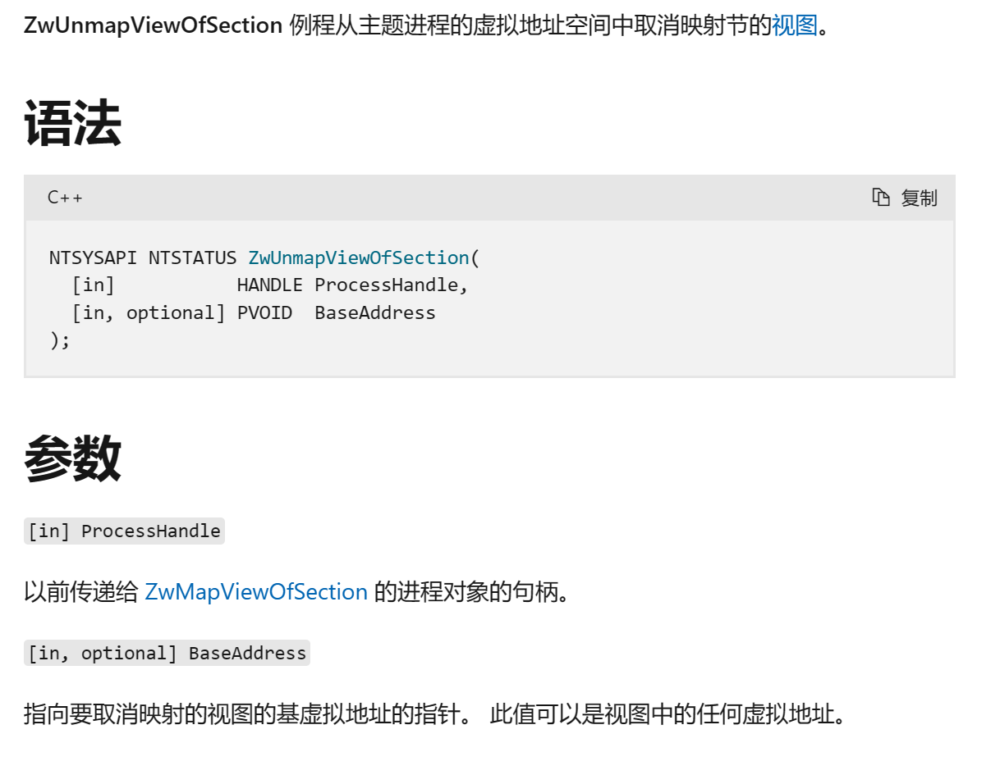 ZwUnmapViewOfSection 例程从主题进程的虚拟地址空间中取消映射节的视图。
语法
C++ 复制
NTSYSAPI NTSTATUS ZwUnmapViewOfSection(
  [in]           HANDLE ProcessHandle,
  [in, optional] PVOID  BaseAddress
);
参数
[in] ProcessHandle
以前传递给 ZwMapViewOfSection 的进程对象的句柄。
[in, optional] BaseAddress
指向要取消映射的视图的基虚拟地址的指针。 此值可以是视图中的任何虚拟地址。